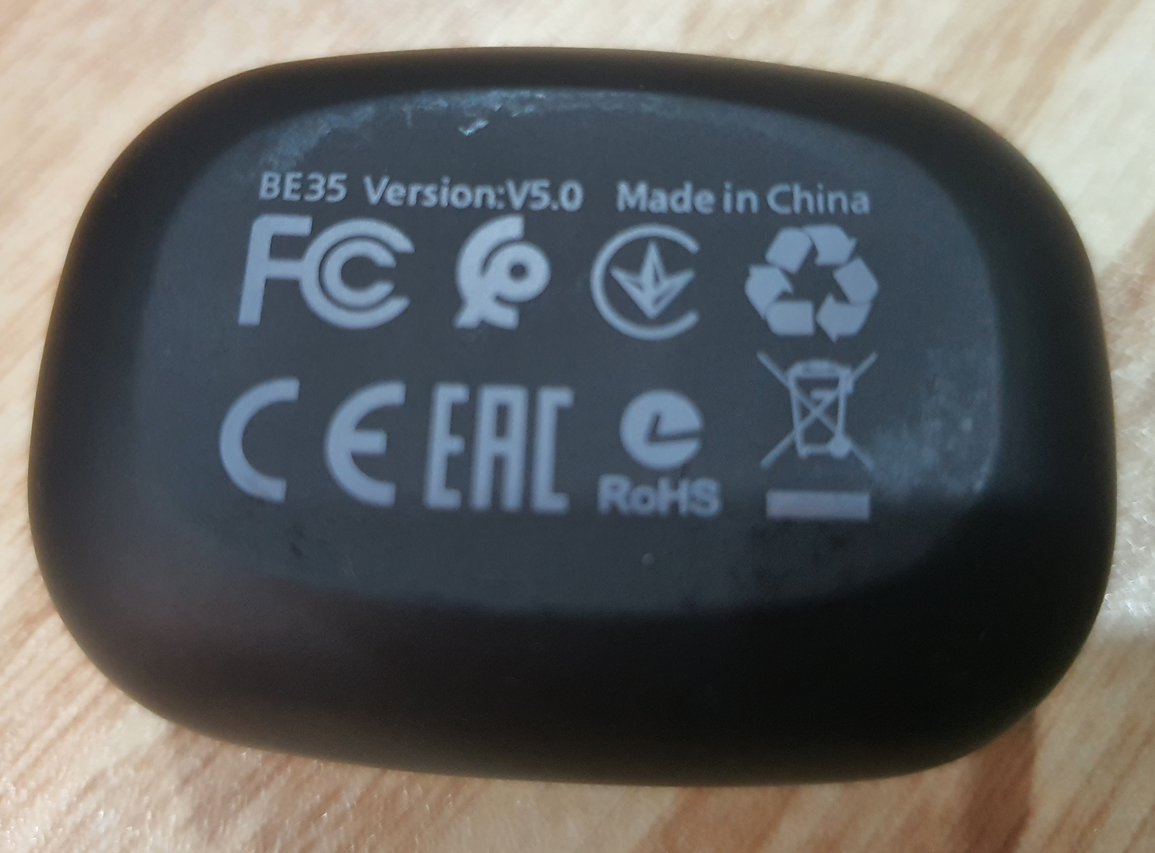 BE35 Version:V5.0 Made in China
FC
CE EAC
RoHS